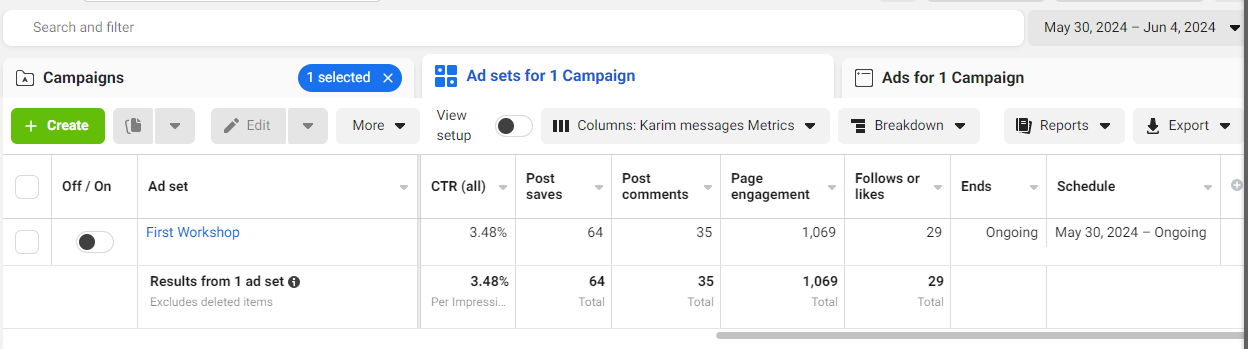 Search and filter
May 30, 2024 – Jun 4, 2024
Campaigns
1 selected ×
Ad sets for 1 Campaign
Ads for 1 Campaign
+ Create
Edit
More
View setup
Columns: Karim messages Metrics
Breakdown
Reports
Export
Off / On
Ad set
CTR (all)
Post saves
Post comments
Page engagement
Follows or likes
Ends
Schedule
First Workshop
3.48%
64
35
1,069
29
Ongoing
May 30, 2024 – Ongoing
Results from 1 ad set
3.48%
64
35
1,069
29
Excludes deleted items
Per Impressi...
Total
Total
Total
Total